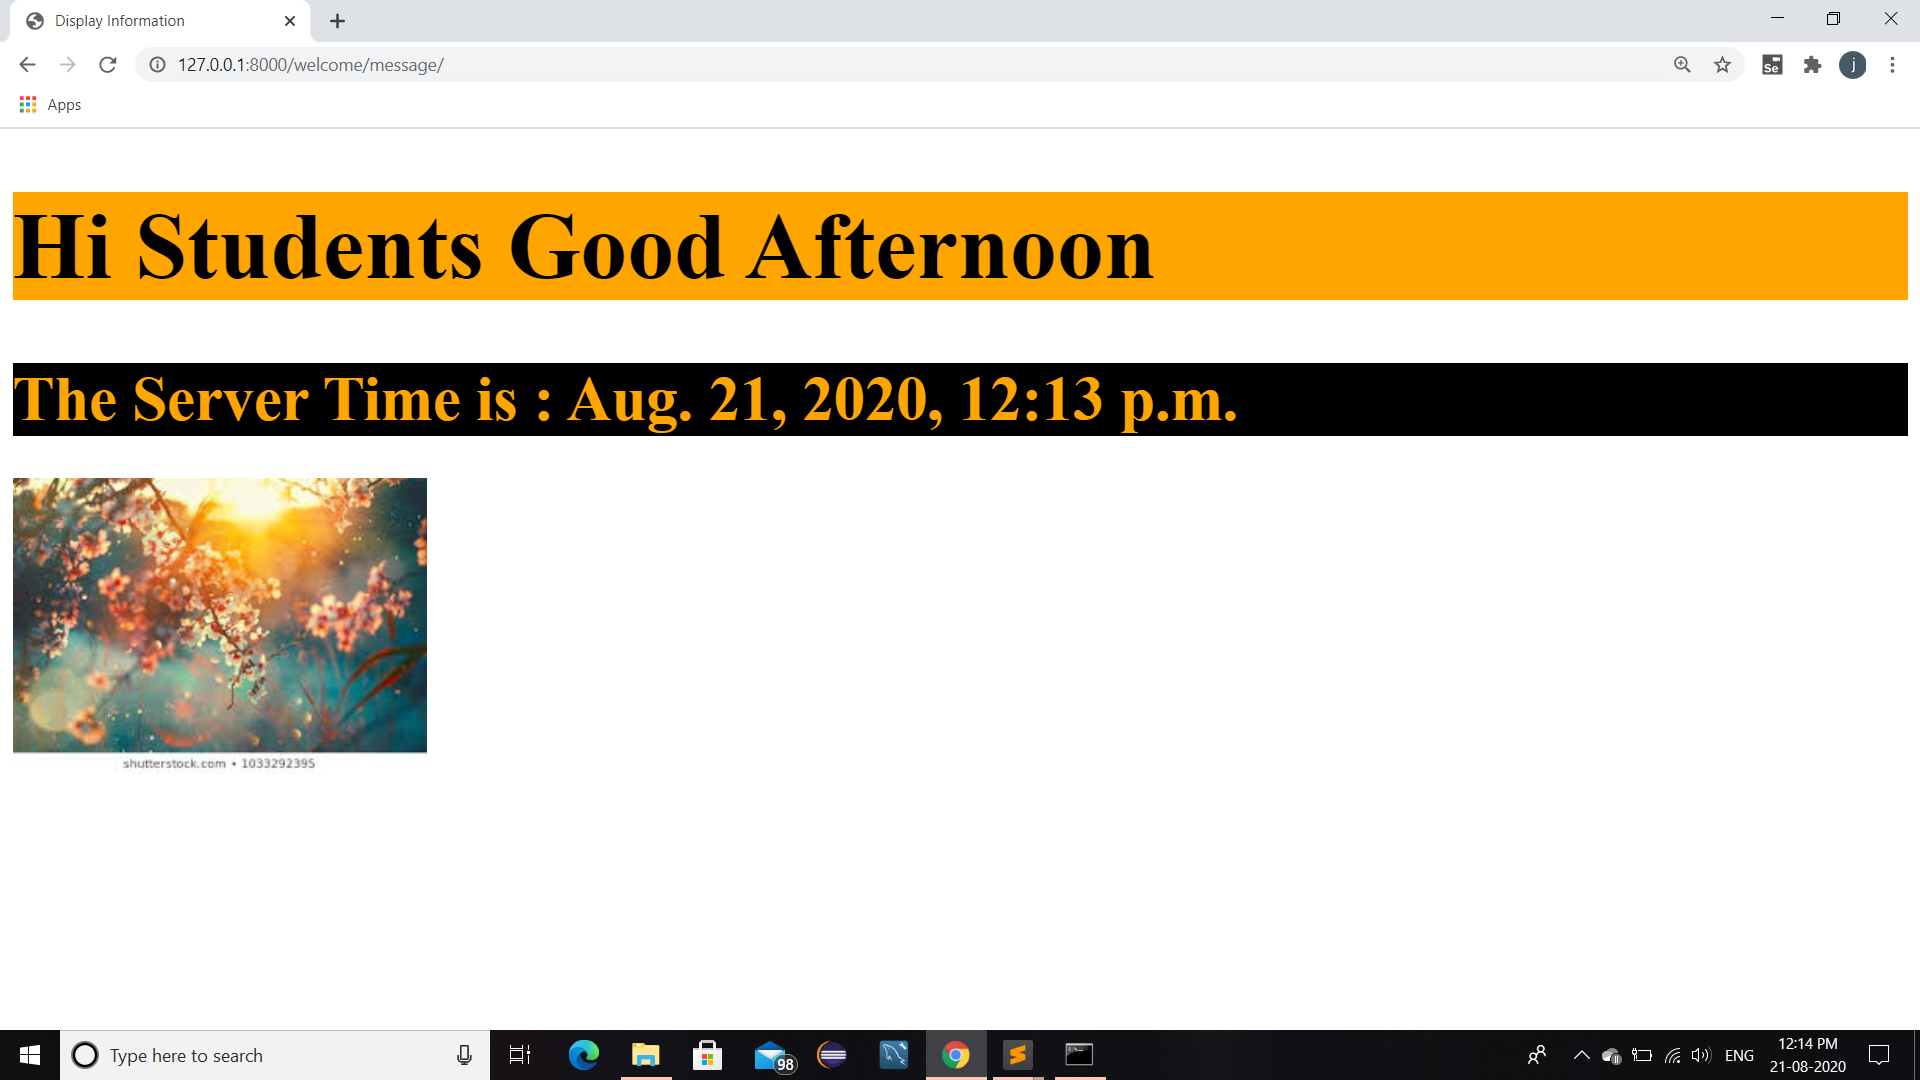 Display Information
127.0.0.1:8000/welcome/message/
Se
j
Apps
Hi Students Good Afternoon
The Server Time is : Aug. 21, 2020, 12:13 p.m.
shutterstock.com • 1033292395
Type here to search
98
ENG
12:14 PM
21-08-2020